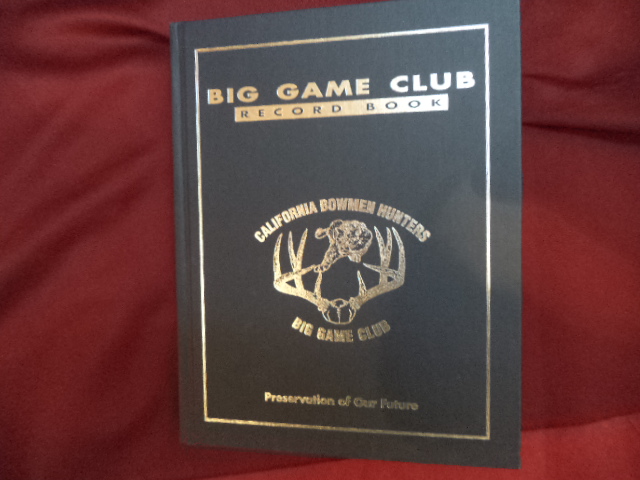 BIG GAME CLUB
RECORD BOOK
CALIFORNIA BOWMEN HUNTERS
BIG GAME CLUB
Preservation of Our Future